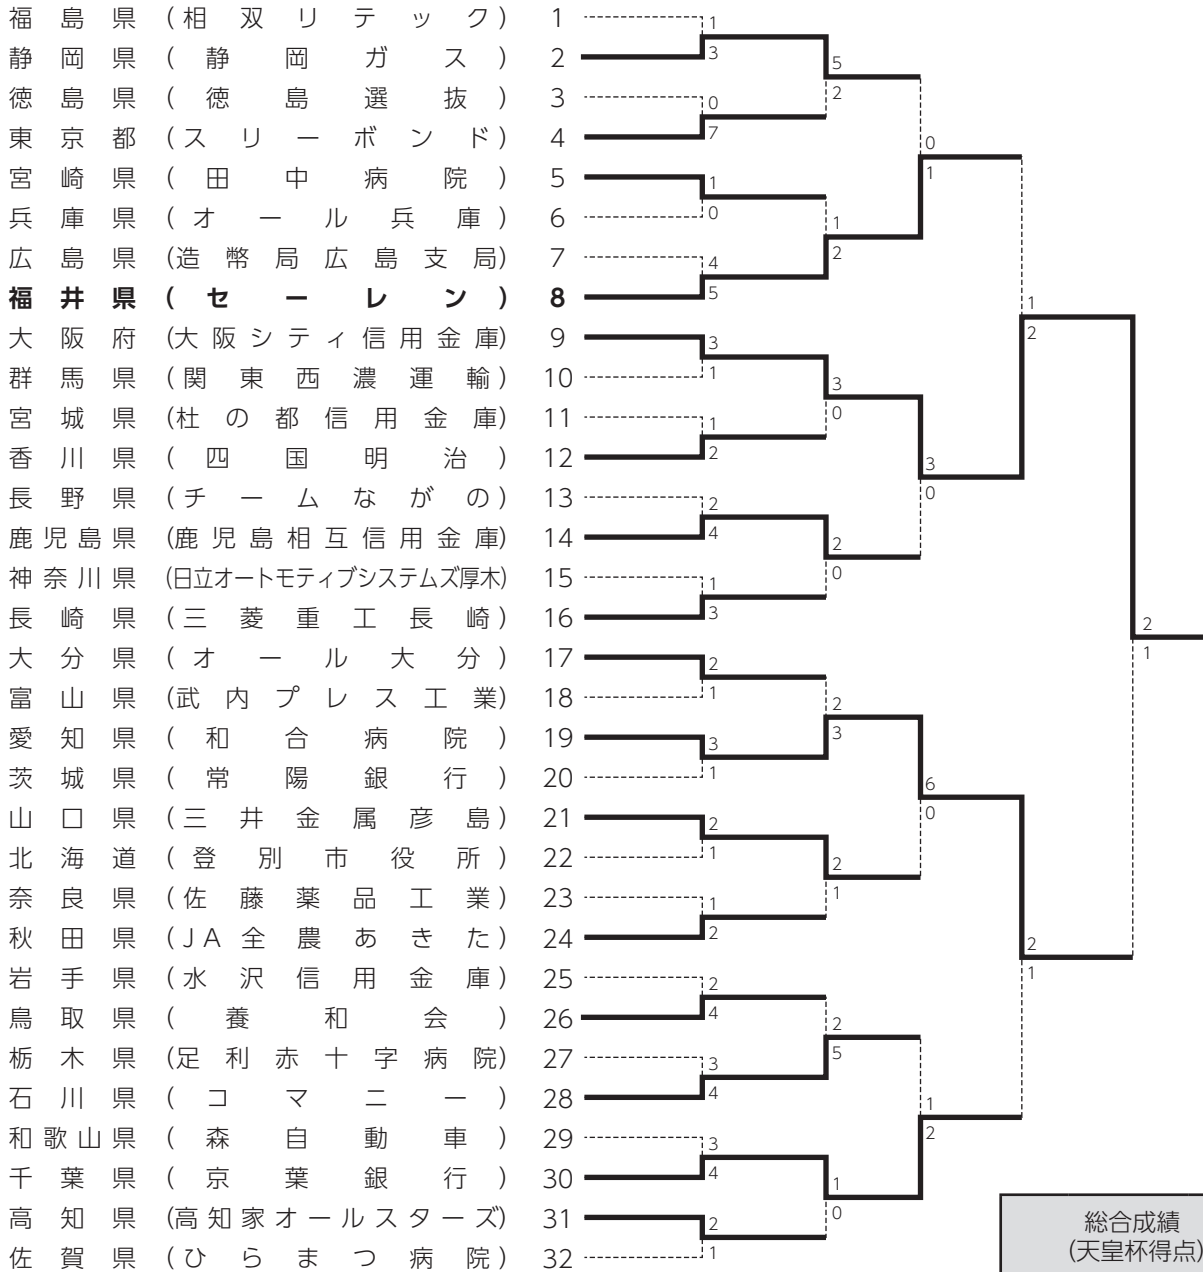 福島県 (相双リテック) 1
静岡県 (静岡ガス) 2
徳島県 (徳島選抜) 3
東京都 (スリーボンド) 4
宮崎県 (田中病院) 5
兵庫県 (オール兵庫) 6
広島県 (造幣局広島支局) 7
福井県 (セーレン) 8
大阪府 (大阪シティ信用金庫) 9
群馬県 (関東西濃運輸) 10
宮城県 (杜の都信用金庫) 11
香川県 (四国明治) 12
長野県 (チームながの) 13
鹿児島県 (鹿児島相互信用金庫) 14
神奈川県 (日立オートモティブシステムズ厚木) 15
長崎県 (三菱重工長崎) 16
大分県 (オール大分) 17
富山県 (武内プレス工業) 18
愛知県 (和合病院) 19
茨城県 (常陽銀行) 20
山口県 (三井金属彦島) 21
北海道 (登別市役所) 22
奈良県 (佐藤薬品工業) 23
秋田県 (JA全農あきた) 24
岩手県 (水沢信用金庫) 25
鳥取県 (養和会) 26
栃木県 (足利赤十字病院) 27
石川県 (コマニー) 28
和歌山県 (森自動車) 29
千葉県 (京葉銀行) 30
高知県 (高知家オールスターズ) 31
佐賀県 (ひらまつ病院) 32
1
3
0
7
1
0
4
5
3
1
1
2
2
4
1
3
2
1
3
1
2
1
1
2
2
4
3
4
3
4
2
1
5
2
1
2
3
0
2
0
2
3
2
1
2
5
1
0
0
1
3
0
6
0
1
2
1
2
2
1
2
1
総合成績
(天皇杯得点)